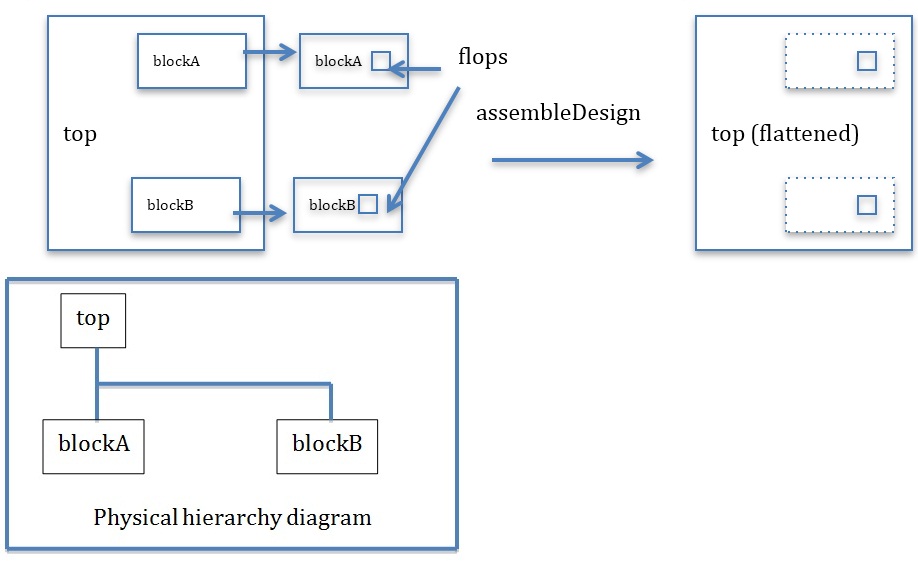 blockA
blockA
flops
assembleDesign
top
top (flattened)
blockB
blockB
top
blockA
blockB
Physical hierarchy diagram